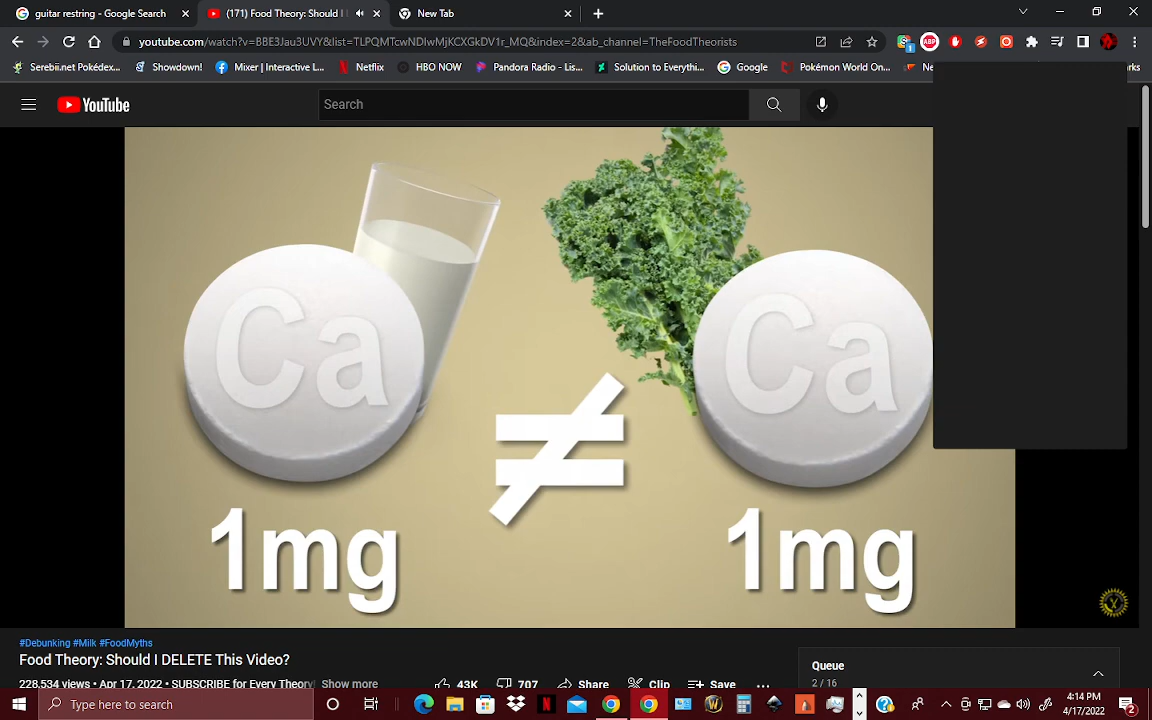 guitar restring - Google Search
(171) Food Theory: Should I
New Tab
youtube.com/watch?v=BBE3Jau3UVY&list=TLPQMTcwNDIwMjKCXGkDV1r_MQ&index=2&ab_channel=TheFoodTheorists
ABP
Serebii.net Pokédex...
Showdown!
Mixer | Interactive L...
Netflix
HBO NOW
Pandora Radio - Lis...
Solution to Everythi...
Google
Pokémon World On...
YouTube
Search
Ca
Ca
≠
1mg
1mg
#Debunking #Milk #FoodMyths
Food Theory: Should I DELETE This Video?
228,534 views • Apr 17, 2022 • SUBSCRIBE for Every Theory!
Show more
43K
707
Share
Clip
Save
Queue
2 / 16
Type here to search
4:14 PM
4/17/2022
2